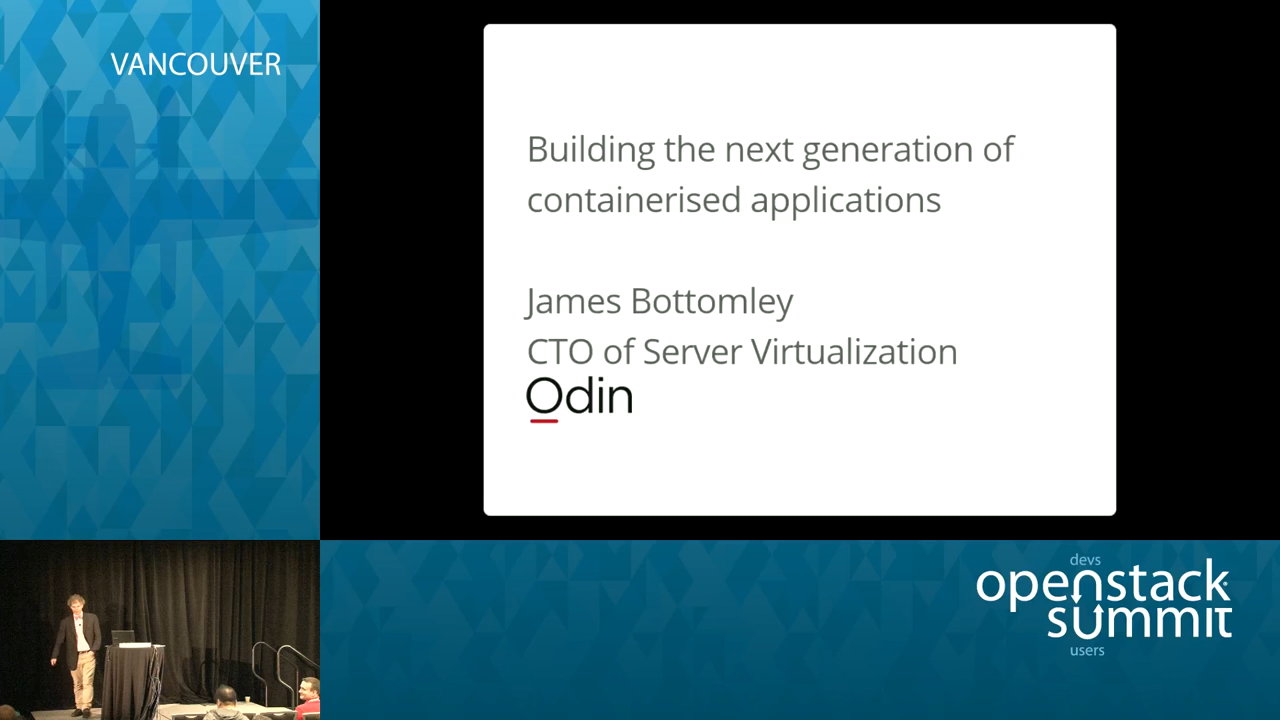 VANCOUVER
Building the next generation of
containerised applications
James Bottomley
CTO of Server Virtualization
Odin
devs
openstack
summit
users